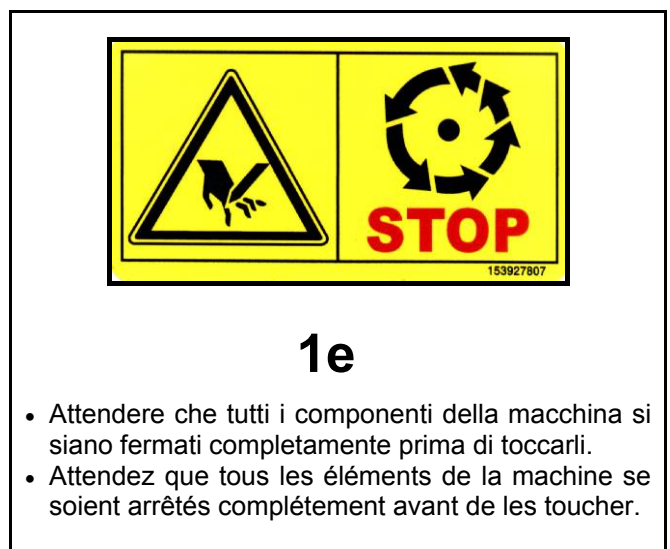 STOP
153927807
1e
• Attendere che tutti i componenti della macchina si
siano fermati completamente prima di toccarli.
• Attendez que tous les éléments de la machine se
soient arrêtés complétement avant de les toucher.